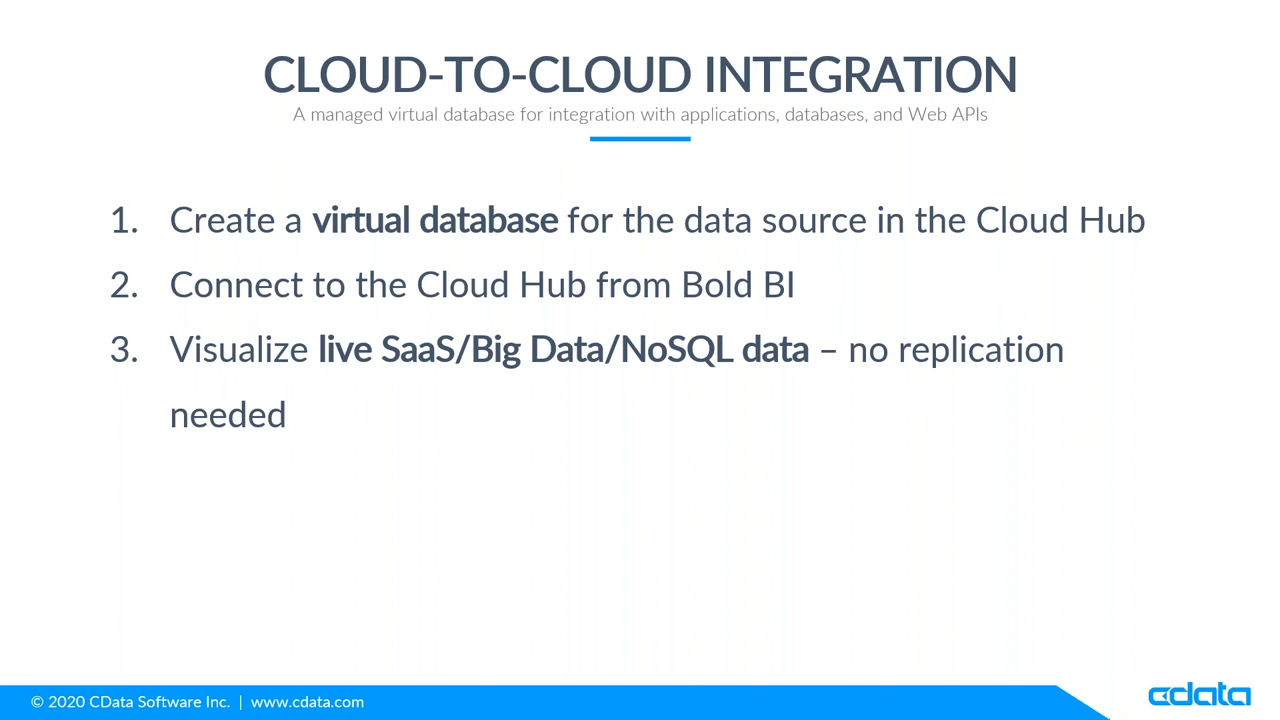 CLOUD-TO-CLOUD INTEGRATION
A managed virtual database for integration with applications, databases, and Web APIs
1. Create a virtual database for the data source in the Cloud Hub
2. Connect to the Cloud Hub from Bold BI
3. Visualize live SaaS/Big Data/NoSQL data – no replication
needed
© 2020 CData Software Inc. | www.cdata.com
cdata